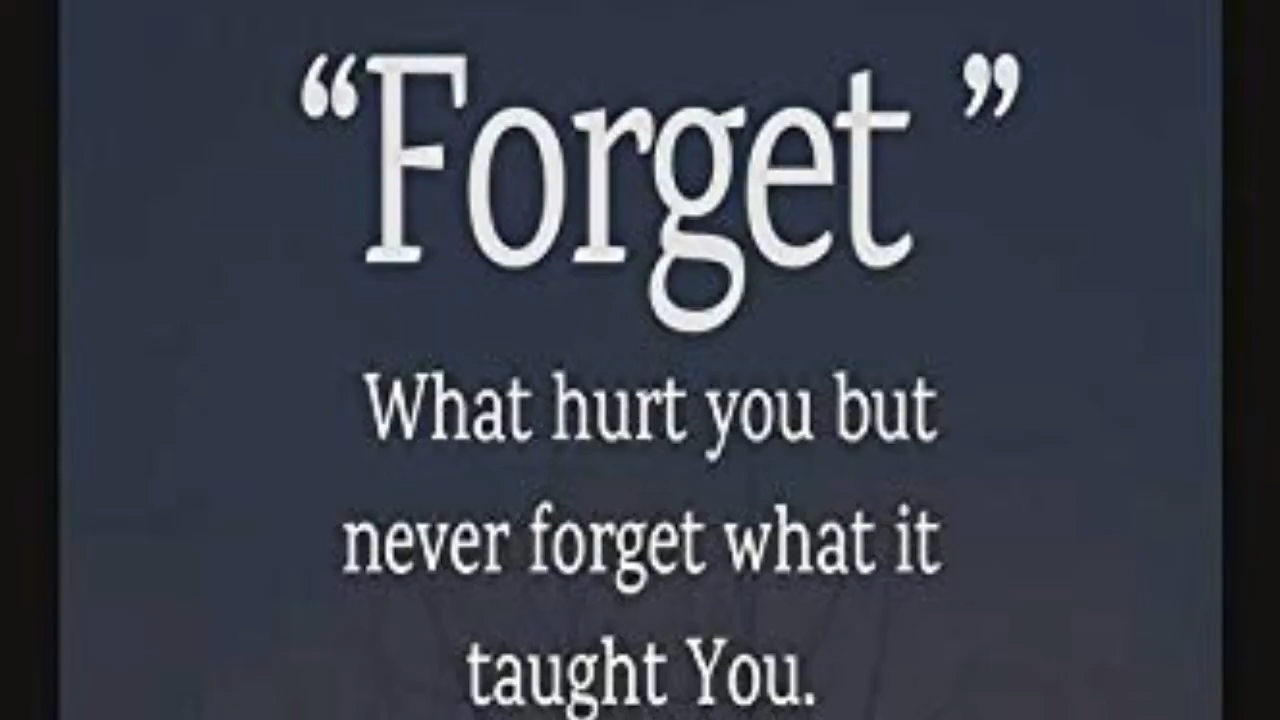 “Forget ”
What hurt you but
never forget what it
taught You.